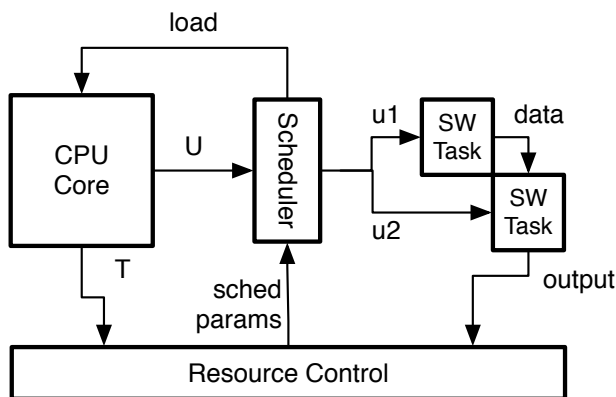 load
CPU
Core
U
Scheduler
u1
SW
Task
data
SW
Task
u2
T
sched
params
output
Resource Control